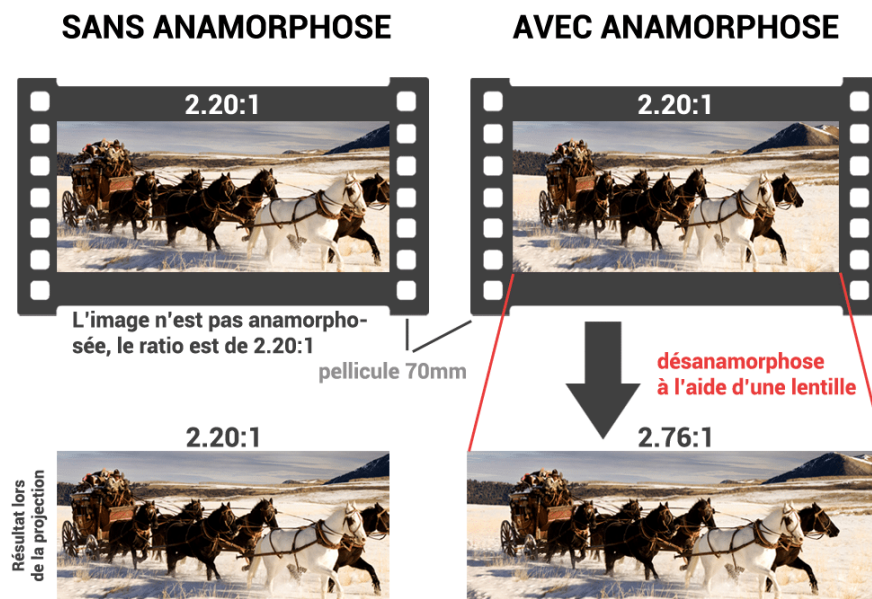 SANS ANAMORPHOSE
AVEC ANAMORPHOSE
2.20:1
2.20:1
L'image n'est pas anamorpho-
sée, le ratio est de 2.20:1
pellicule 70mm
désanamorphose
à l'aide d'une lentille
2.20:1
2.76:1
Résultat lors
de la projection